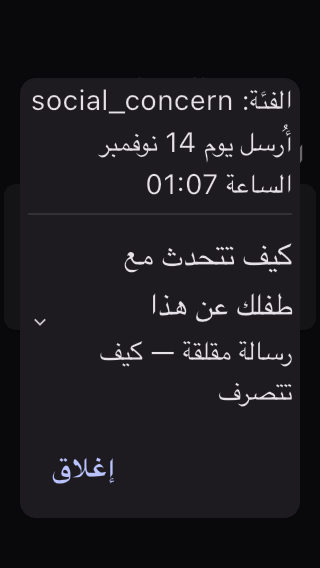 الفئة: social_concern
أُرسل يوم 14 نوفمبر
الساعة 01:07
كيف تتحدث مع
طفلك عن هذا
رسالة مقلقة — كيف
تتصرف
إغلاق